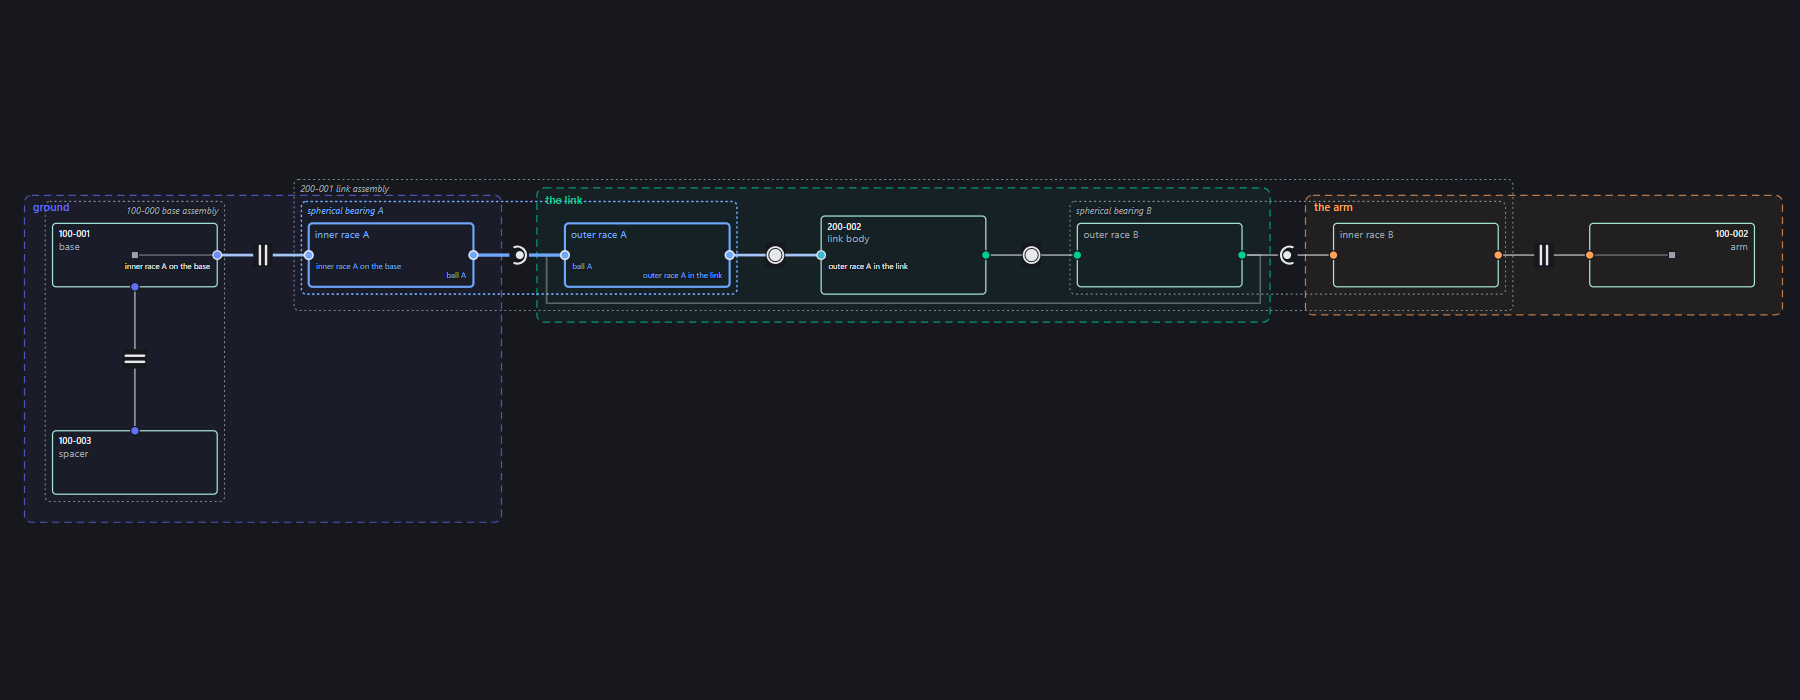 200-001 link assembly
ground
100-000 base assembly
100-001
base
inner race A on the base
spherical bearing A
inner race A
inner race A on the base
ball A
the link
outer race A
ball A
outer race A in the link
200-002
link body
outer race A in the link
spherical bearing B
outer race B
the arm
inner race B
100-002
arm
100-003
spacer